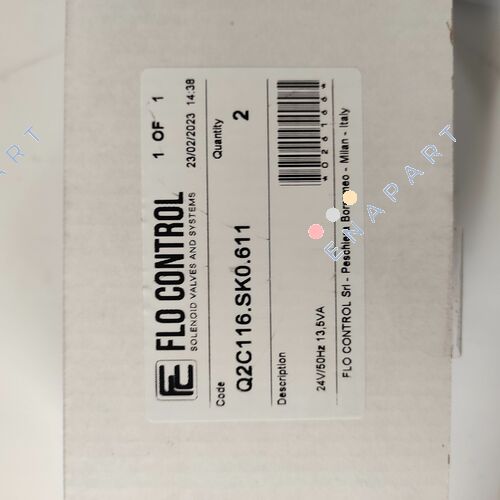 FLO CONTROL
SOLENOID VALVES AND SYSTEMS
1 OF 1
23/02/2023 14:38
Code
Q2C116.SK0.611
Quantity
2
Description
24V/50Hz 13,5VA
FLO CONTROL Srl - Peschiera Borromeo - Milan - Italy
ENAPART
PART